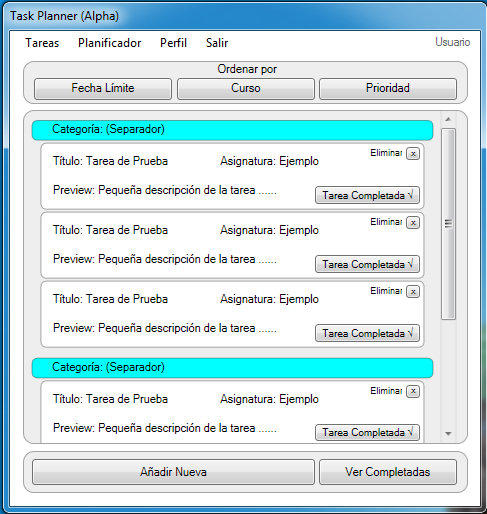 Task Planner (Alpha)
Tareas Planificador Perfil Salir Usuario
Ordenar por
Fecha Límite Curso Prioridad
Categoría: (Separador)
Título: Tarea de Prueba Asignatura: Ejemplo Eliminar x
Preview: Pequeña descripción de la tarea ...... Tarea Completada √
Título: Tarea de Prueba Asignatura: Ejemplo Eliminar x
Preview: Pequeña descripción de la tarea ...... Tarea Completada √
Título: Tarea de Prueba Asignatura: Ejemplo Eliminar x
Preview: Pequeña descripción de la tarea ...... Tarea Completada √
Categoría: (Separador)
Título: Tarea de Prueba Asignatura: Ejemplo Eliminar x
Preview: Pequeña descripción de la tarea ...... Tarea Completada √
Añadir Nueva Ver Completadas